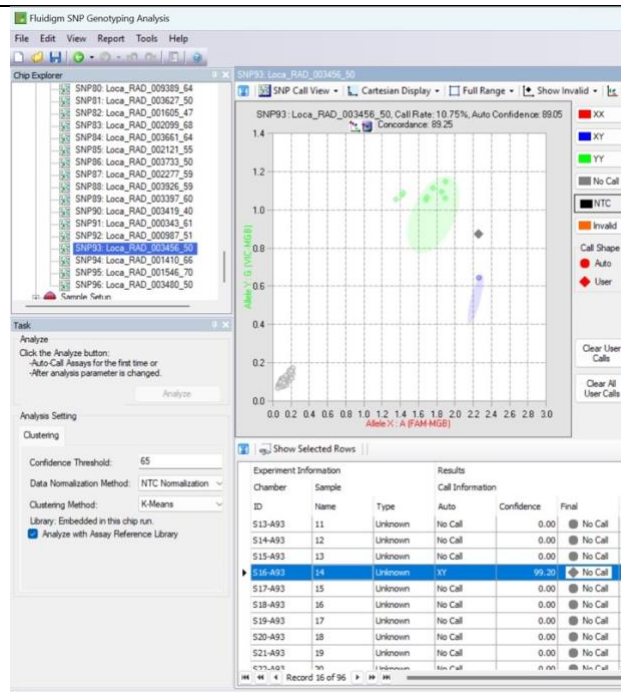 Fluidigm SNP Genotyping Analysis
File Edit View Report Tools Help
Chip Explorer
SNP80: Loca_RAD_009389_64
SNP81: Loca_RAD_003627_50
SNP82: Loca_RAD_001605_47
SNP83: Loca_RAD_002099_68
SNP84: Loca_RAD_003661_64
SNP85: Loca_RAD_002121_55
SNP86: Loca_RAD_003733_50
SNP87: Loca_RAD_002277_59
SNP88: Loca_RAD_003926_59
SNP89: Loca_RAD_003397_60
SNP90: Loca_RAD_003419_40
SNP91: Loca_RAD_000343_61
SNP92: Loca_RAD_000987_51
SNP93: Loca_RAD_003456_50
SNP94: Loca_RAD_001410_66
SNP95: Loca_RAD_001546_70
SNP96: Loca_RAD_003480_50
Sample Setup
Task
Analyze
Click the Analyze button:
-Auto-Call Assays for the first time or
-After analysis parameter is changed.
Analyze
Analysis Setting
Clustering
Confidence Threshold: 65
Data Normalization Method: NTC Normalization
Clustering Method: K-Means
Library: Embedded in this chip run.
Analyze with Assay Reference Library
SNP93: Loca_RAD_003456_50
SNP Call View Cartesian Display Full Range Show Invalid
SNP93: Loca_RAD_003456_50, Call Rate: 10.75%, Auto Confidence: 89.05
Concordance: 89.25
1.4
1.2
1.0
0.8
0.6
0.4
0.2
0.0
Allele Y : G (VIC-MGB)
0.0 0.2 0.4 0.6 0.8 1.0 1.2 1.4 1.6 1.8 2.0 2.2 2.4 2.6 2.8 3.0
Allele X : A (FAM-MGB)
XX
XY
YY
No Call
NTC
Invalid
Call Shape
Auto
User
Clear User
Calls
Clear All
User Calls
Show Selected Rows
Experiment Information Results
Chamber Sample Call Information
ID Name Type Auto Confidence Final
S13-A93 11 Unknown No Call 0.00 No Call
S14-A93 12 Unknown No Call 0.00 No Call
S15-A93 13 Unknown No Call 0.00 No Call
S16-A93 14 Unknown XY 99.20 No Call
S17-A93 15 Unknown No Call 0.00 No Call
S18-A93 16 Unknown No Call 0.00 No Call
S19-A93 17 Unknown No Call 0.00 No Call
S20-A93 18 Unknown No Call 0.00 No Call
S21-A93 19 Unknown No Call 0.00 No Call
S22-A93 20 Unknown No Call 0.00 No Call
Record 16 of 96